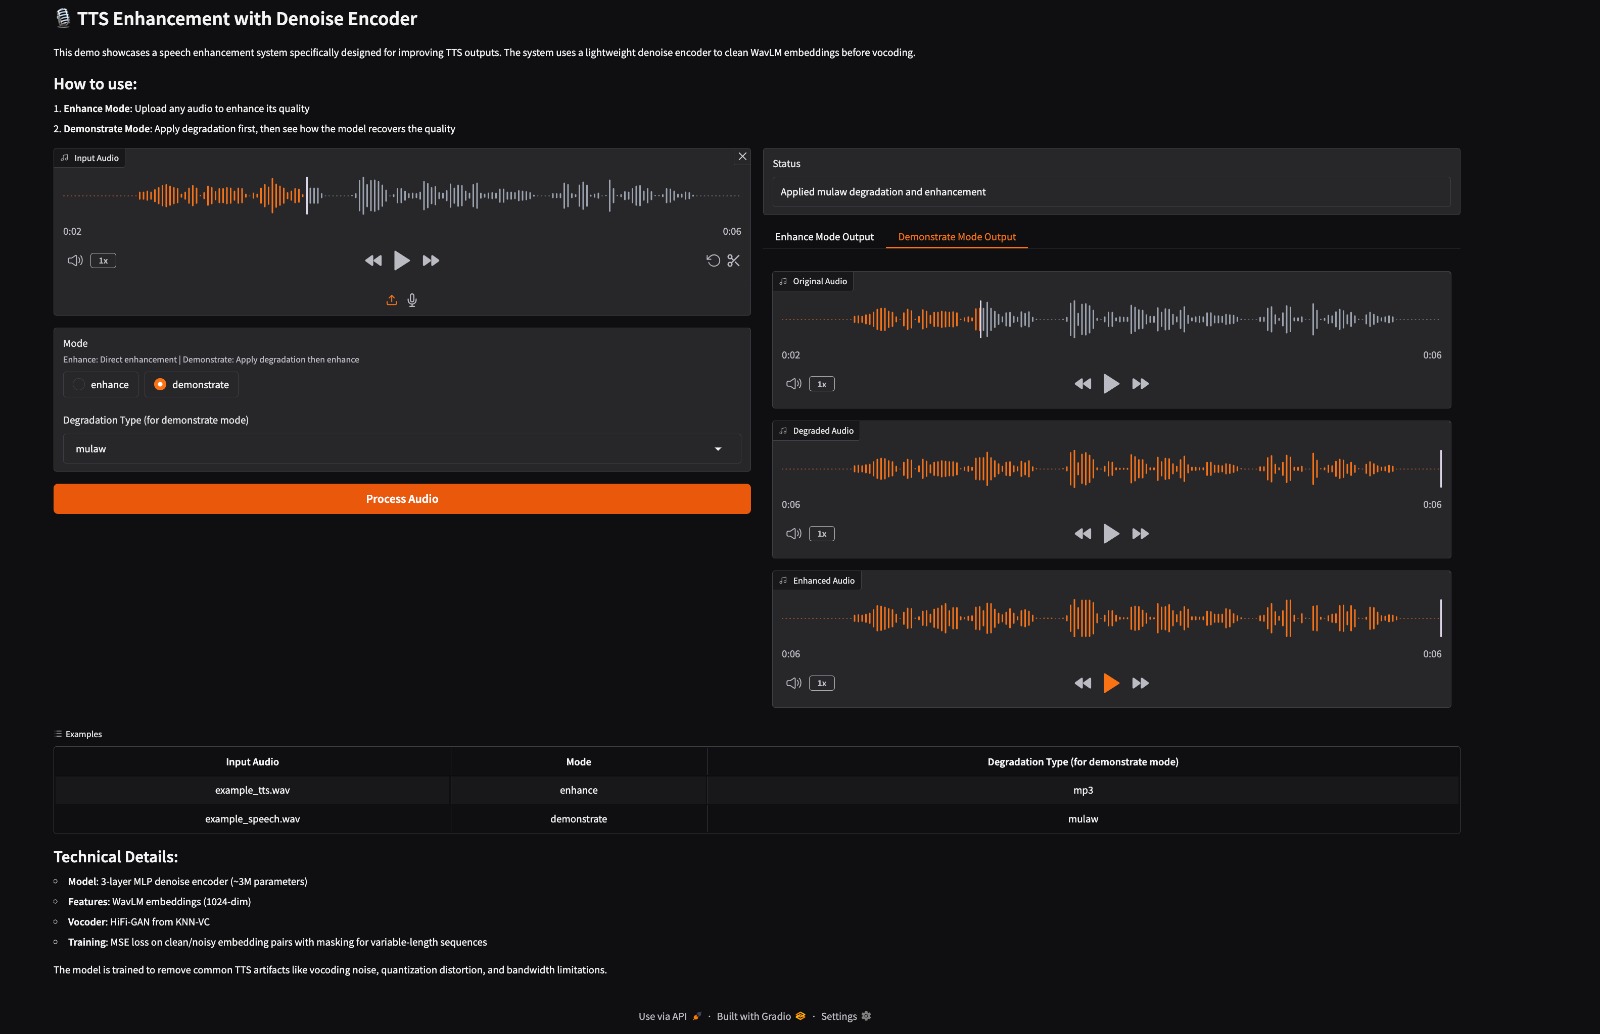 TTS Enhancement with Denoise Encoder
This demo showcases a speech enhancement system specifically designed for improving TTS outputs. The system uses a lightweight denoise encoder to clean WavLM embeddings before vocoding.
How to use:
1. Enhance Mode: Upload any audio to enhance its quality
2. Demonstrate Mode: Apply degradation first, then see how the model recovers the quality
Input Audio
0:02
0:06
1x
Mode
Enhance: Direct enhancement | Demonstrate: Apply degradation then enhance
enhance
demonstrate
Degradation Type (for demonstrate mode)
mulaw
Process Audio
Status
Applied mulaw degradation and enhancement
Enhance Mode Output
Demonstrate Mode Output
Original Audio
0:02
0:06
1x
Degraded Audio
0:06
0:06
1x
Enhanced Audio
0:06
0:06
1x
Examples
Input Audio Mode Degradation Type (for demonstrate mode)
example_tts.wav enhance mp3
example_speech.wav demonstrate mulaw
Technical Details:
Model: 3-layer MLP denoise encoder (~3M parameters)
Features: WavLM embeddings (1024-dim)
Vocoder: HiFi-GAN from KNN-VC
Training: MSE loss on clean/noisy embedding pairs with masking for variable-length sequences
The model is trained to remove common TTS artifacts like vocoding noise, quantization distortion, and bandwidth limitations.
Use via API · Built with Gradio · Settings